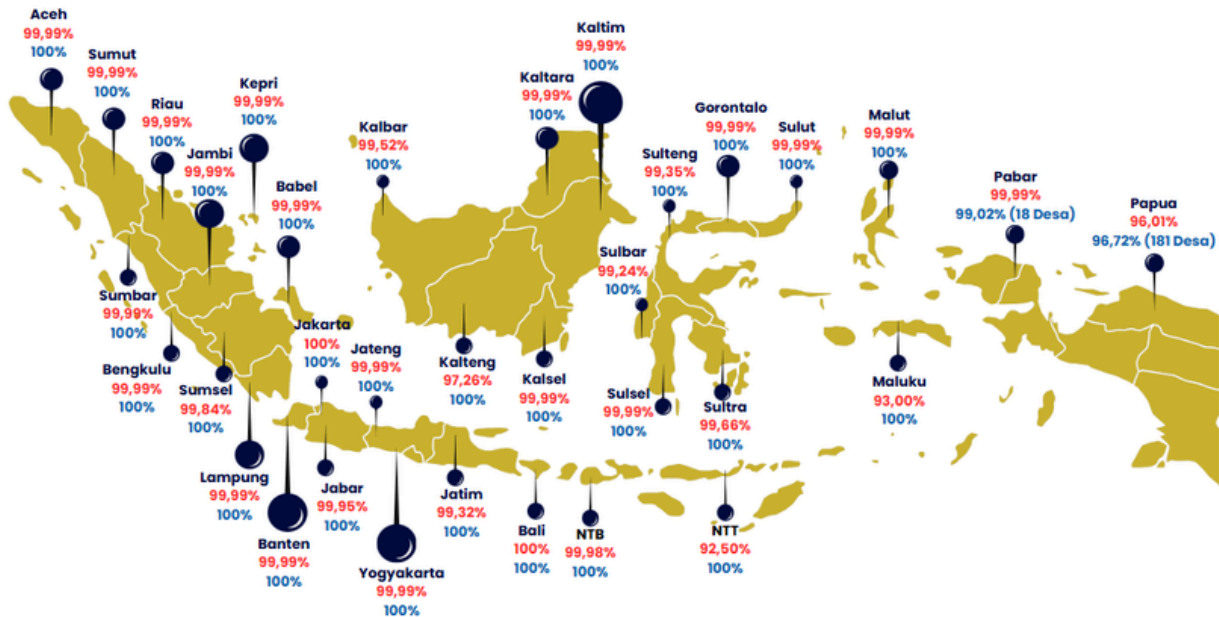 Aceh
99,99%
100%
Sumut
99,99%
100%
Riau
99,99%
100%
Kepri
99,99%
100%
Jambi
99,99%
100%
Babel
99,99%
100%
Kalbar
99,52%
100%
Kaltara
99,99%
100%
Kaltim
99,99%
100%
Sulteng
99,35%
100%
Gorontalo
99,99%
100%
Sulut
99,99%
100%
Malut
99,99%
100%
Pabar
99,99%
99,02% (18 Desa)
Papua
96,01%
96,72% (181 Desa)
Sulbar
99,24%
100%
Sumbar
99,99%
100%
Bengkulu
99,99%
100%
Sumsel
99,84%
100%
Jakarta
100%
100%
Jateng
99,99%
100%
Kalteng
97,26%
100%
Kalsel
99,99%
100%
Sulsel
99,99%
100%
Sultra
99,66%
100%
Maluku
93,00%
100%
Lampung
99,99%
100%
Banten
99,99%
100%
Jabar
99,95%
100%
Yogyakarta
99,99%
100%
Jatim
99,32%
100%
Bali
100%
100%
NTB
99,98%
100%
NTT
92,50%
100%